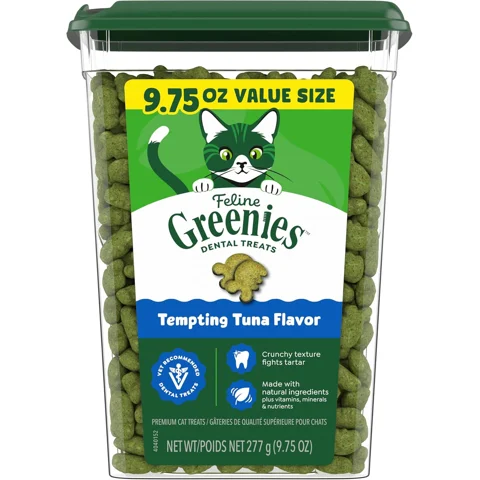 9.75 OZ VALUE SIZE
Feline
Greenies™
DENTAL TREATS
Tempting Tuna Flavor
VET RECOMMENDED
DENTAL TREATS
Crunchy texture
fights tartar
Made with
natural ingredients
plus vitamins, minerals
& nutrients
PREMIUM CAT TREATS / GÂTERIES DE QUALITÉ SUPÉRIEURE POUR CHATS
NET WT/POIDS NET 277 g (9.75 OZ)